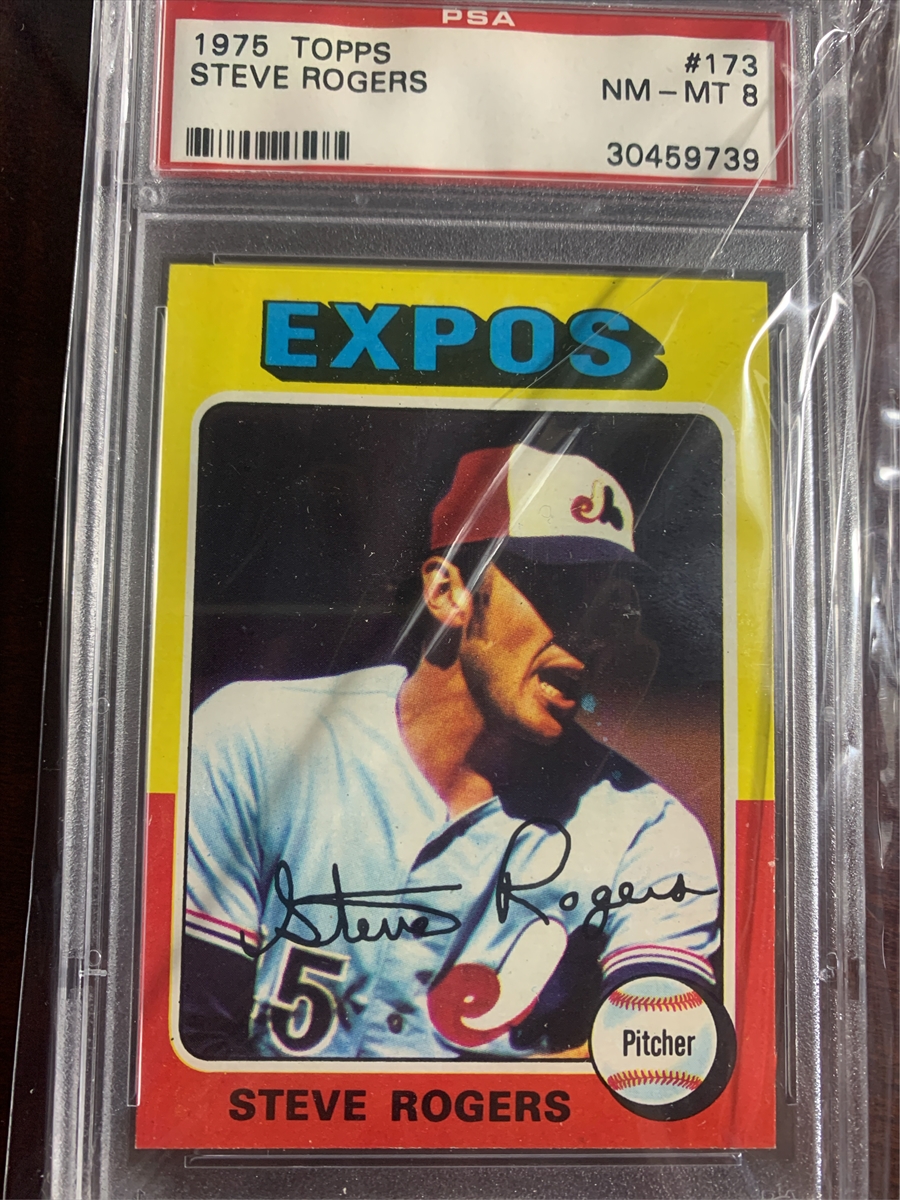 PSA
1975 TOPPS #173
STEVE ROGERS NM - MT 8
30459739
EXPOS
Steve Rogers
5
Pitcher
STEVE ROGERS